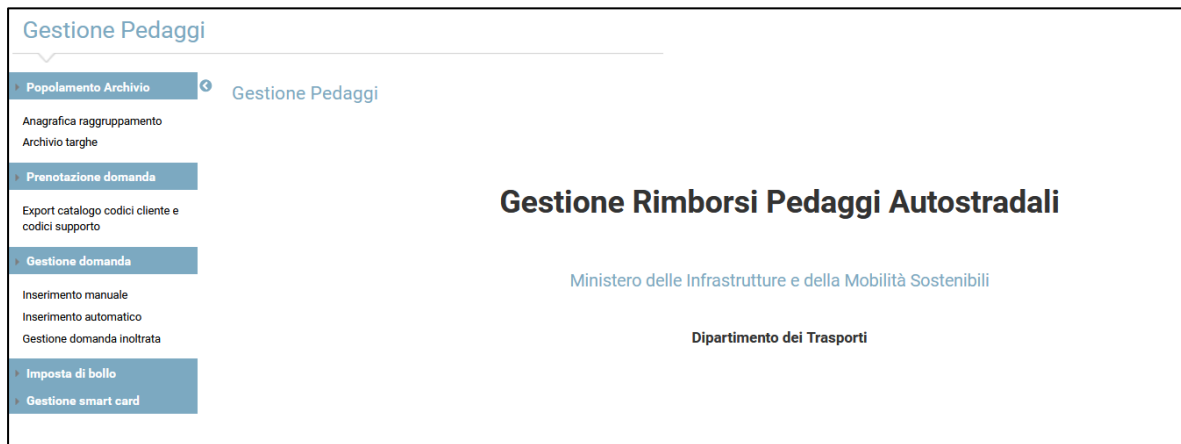 Gestione Pedaggi
Popolamento Archivio
Anagrafica raggruppamento
Archivio targhe
Prenotazione domanda
Export catalogo codici cliente e
codici supporto
Gestione domanda
Inserimento manuale
Inserimento automatico
Gestione domanda inoltrata
Imposta di bollo
Gestione smart card
Gestione Pedaggi
Gestione Rimborsi Pedaggi Autostradali
Ministero delle Infrastrutture e della Mobilità Sostenibili
Dipartimento dei Trasporti